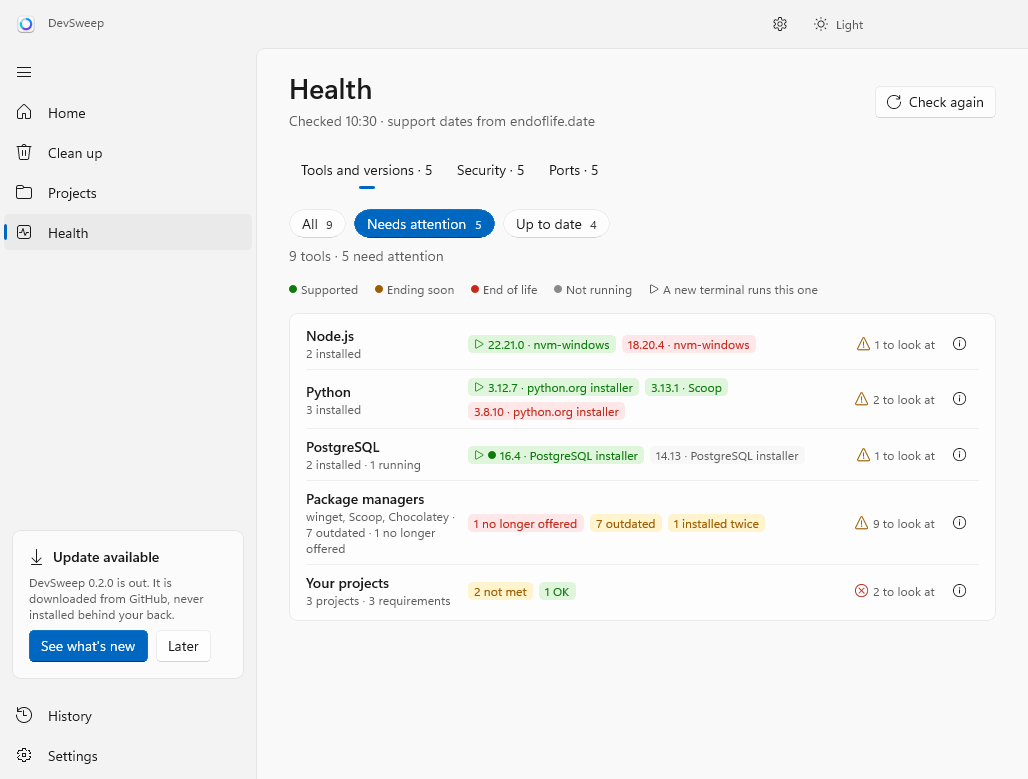 DevSweep
Light
Home
Clean up
Projects
Health
Update available
DevSweep 0.2.0 is out. It is
downloaded from GitHub, never
installed behind your back.
See what's new
Later
History
Settings
Health
Checked 10:30 · support dates from endoflife.date
Check again
Tools and versions · 5
Security · 5
Ports · 5
All 9
Needs attention 5
Up to date 4
9 tools · 5 need attention
Supported
Ending soon
End of life
Not running
A new terminal runs this one
Node.js
2 installed
22.21.0 · nvm-windows
18.20.4 · nvm-windows
1 to look at
Python
3 installed
3.12.7 · python.org installer
3.13.1 · Scoop
3.8.10 · python.org installer
2 to look at
PostgreSQL
2 installed · 1 running
16.4 · PostgreSQL installer
14.13 · PostgreSQL installer
1 to look at
Package managers
winget, Scoop, Chocolatey ·
7 outdated · 1 no longer
offered
1 no longer offered
7 outdated
1 installed twice
9 to look at
Your projects
3 projects · 3 requirements
2 not met
1 OK
2 to look at